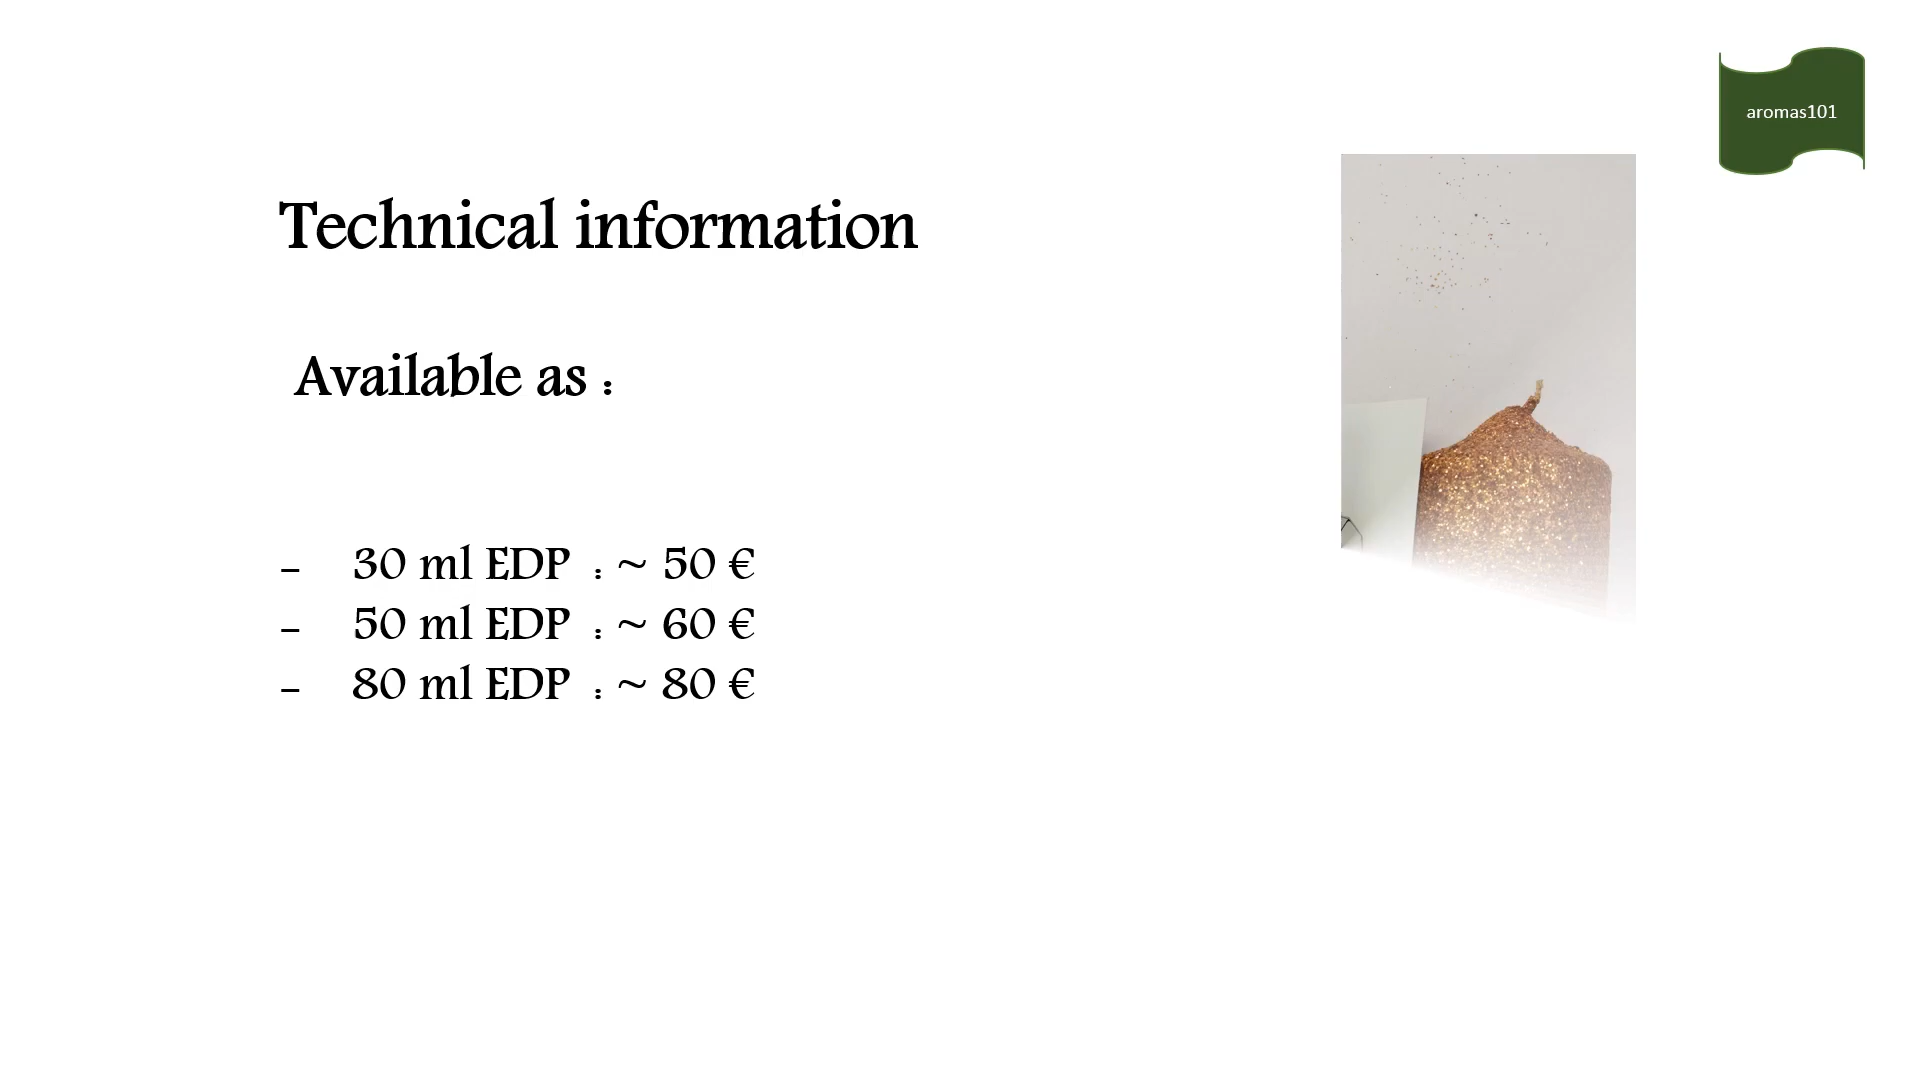 aromas101
Technical information
Available as :
- 30 ml EDP : ~ 50 €
- 50 ml EDP : ~ 60 €
- 80 ml EDP : ~ 80 €